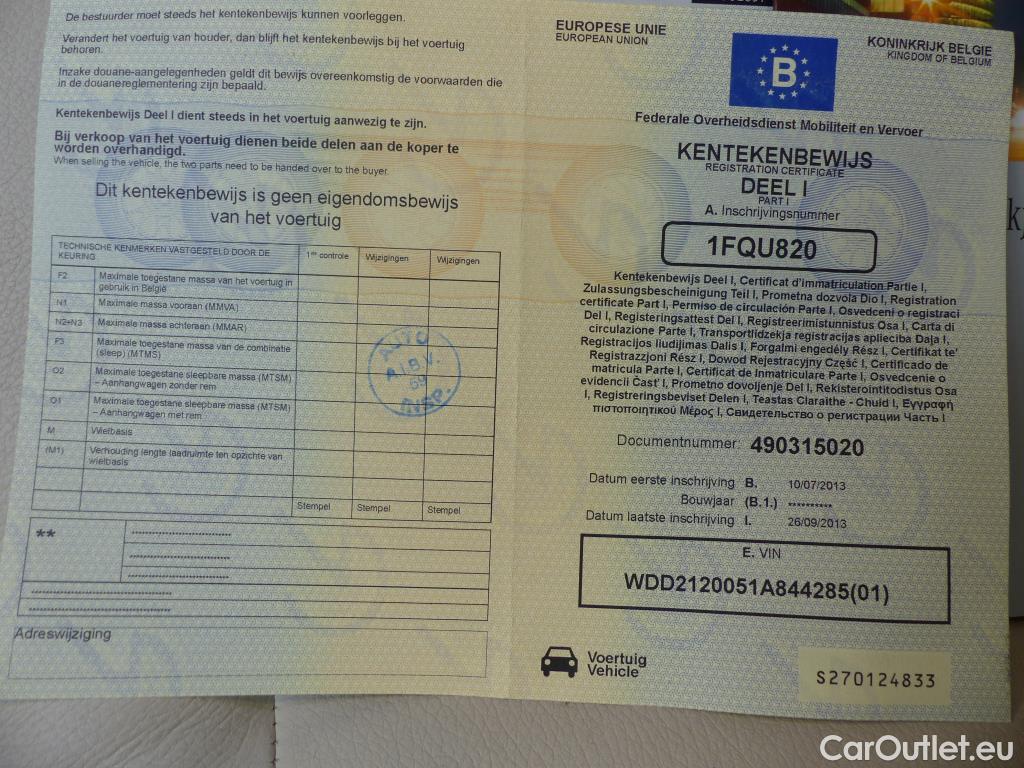 De bestuurder moet steeds het kentekenbewijs kunnen voorleggen.
Verandert het voertuig van houder, dan blijft het kentekenbewijs bij het voertuig
behoren.
Inzake douane-aangelegenheden geldt dit bewijs overeenkomstig de voorwaarden die
in de douanereglementering zijn bepaald.
Kentekenbewijs Deel I dient steeds in het voertuig aanwezig te zijn.
Bij verkoop van het voertuig dienen beide delen aan de koper te
worden overhandigd.
When selling the vehicle, the two parts need to be handed over to the buyer.
Dit kentekenbewijs is geen eigendomsbewijs
van het voertuig
TECHNISCHE KENMERKEN VASTGESTELD DOOR DE
KEURING
1ste controle
Wijzigingen
Wijzigingen
F2 Maximale toegestane massa van het voertuig in
gebruik in België
N1 Maximale massa vooraan (MMVA)
N2+N3 Maximale massa achteraan (MMAR)
F3 Maximale toegestane massa van de combinatie
(sleep) (MTMS)
O2 Maximale toegestane sleepbare massa (MTSM)
– Aanhangwagen zonder rem
O1 Maximale toegestane sleepbare massa (MTSM)
– Aanhangwagen met rem
M Wielbasis
(M1) Verhouding lengte laadruimte ten opzichte van
wielbasis
Stempel Stempel Stempel
AUTO
A.I.B.V.
69
INSP.
**
******************************
******************************
******************************
******************************************
******************************************
Adreswijziging
EUROPESE UNIE
EUROPEAN UNION
B
KONINKRIJK BELGIE
KINGDOM OF BELGIUM
Federale Overheidsdienst Mobiliteit en Vervoer
KENTEKENBEWIJS
REGISTRATION CERTIFICATE
DEEL I
PART I
A. Inschrijvingsnummer
1FQU820
Kentekenbewijs Deel I, Certificat d'immatriculation Partie I,
Zulassungsbescheinigung Teil I, Prometna dozvola Dio I, Registration
certificate Part I, Permiso de circulación Parte I, Osvedceni o registraci
Del I, Registeringsattest Del I, Registreerimistunnistus Osa I, Carta di
circulazione Parte I, Transportlidzekja registracijas aplieciba Daļa I,
Registracijos liudijimas Dalis I, Forgalmi engedély Rész I, Certifikat te'
Registrazzjoni Rész I, Dowod Rejestracyjny Część I, Certificado de
matricula Part I, Certificat de Inmatriculare Parte I, Osvedcenie o
evidencii Časť I, Prometno dovoljenje Del I, Rekisterointitodistus Osa
I, Registreringsbeviset Delen I, Teastas Claraithe - Chuid I, Εγγραφή
πιστοποιητικού Μέρος I, Свидетельство о регистрации Часть I
Documentnummer: 490315020
Datum eerste inschrijving B. 10/07/2013
Bouwjaar (B.1.) **********
Datum laatste inschrijving I. 26/09/2013
E. VIN
WDD2120051A844285(01)
Voertuig
Vehicle
S270124833
CarOutlet.eu